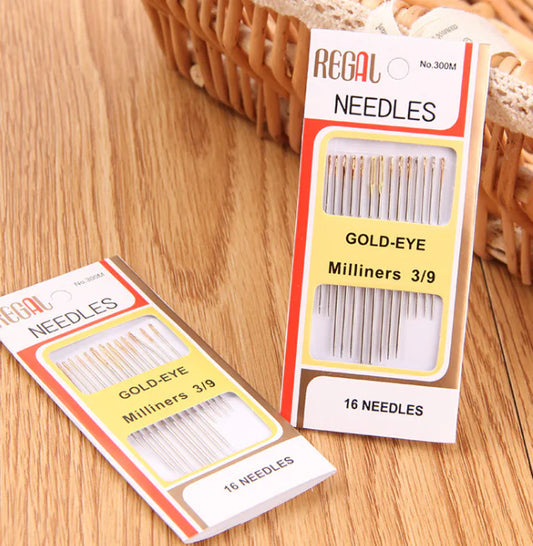 REGAL
No.300M
NEEDLES
GOLD-EYE
Milliners 3/9
16 NEEDLES
REGAL
No.300M
NEEDLES
GOLD-EYE
Milliners 3/9
16 NEEDLES